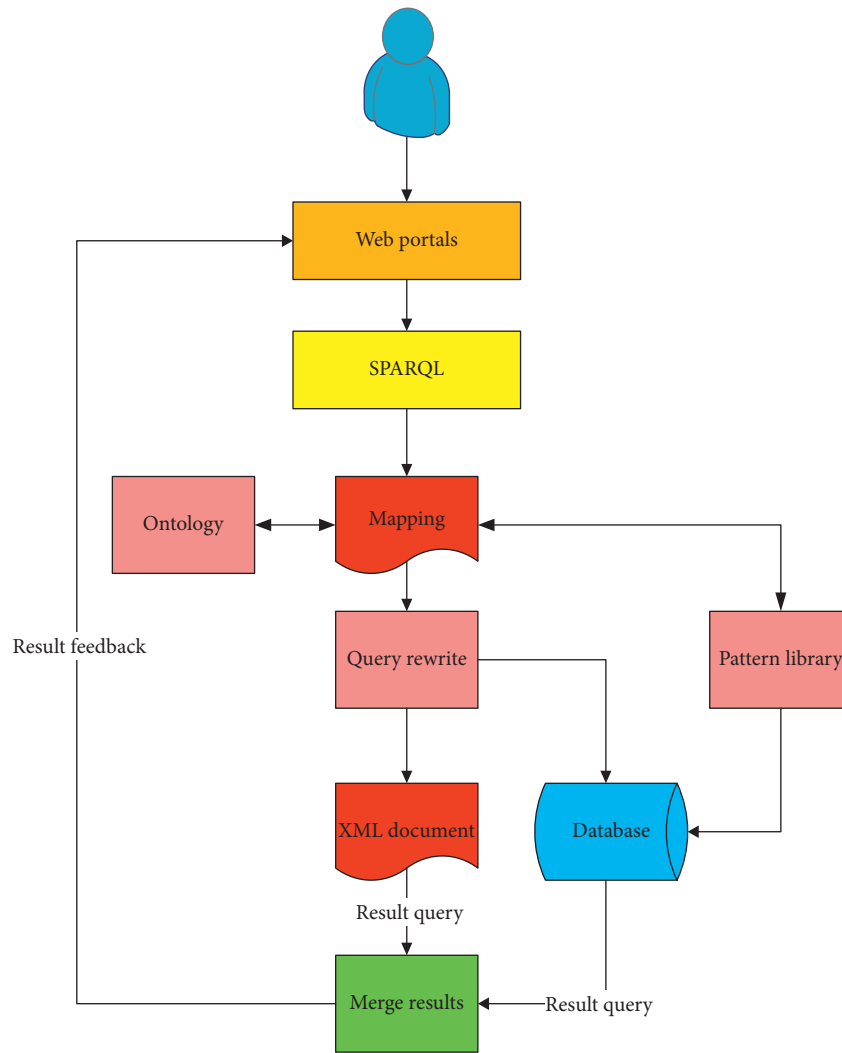 Web portals
SPARQL
Ontology
Mapping
Result feedback
Query rewrite
Pattern library
XML document
Database
Result query
Merge results
Result query